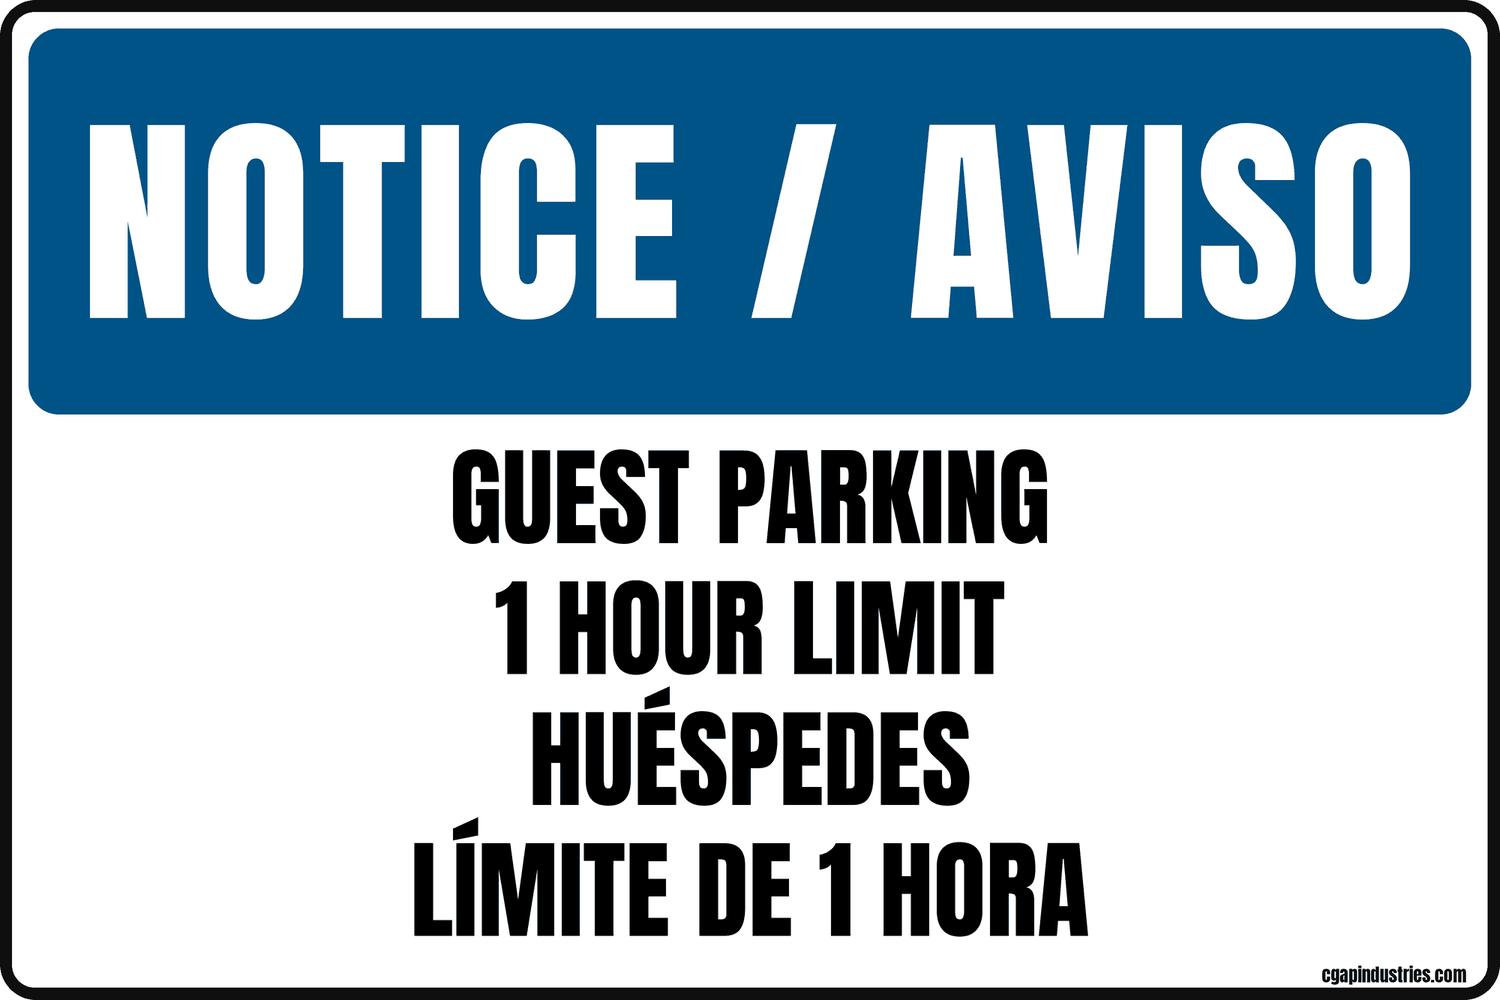 NOTICE / AVISO
GUEST PARKING
1 HOUR LIMIT
HUÉSPEDES
LÍMITE DE 1 HORA
cgapindustries.com